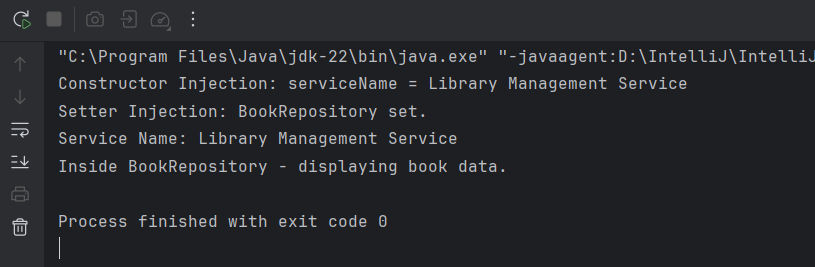 "C:\Program Files\Java\jdk-22\bin\java.exe" "-javaagent:D:\IntelliJ\IntelliJ
Constructor Injection: serviceName = Library Management Service
Setter Injection: BookRepository set.
Service Name: Library Management Service
Inside BookRepository - displaying book data.
Process finished with exit code 0